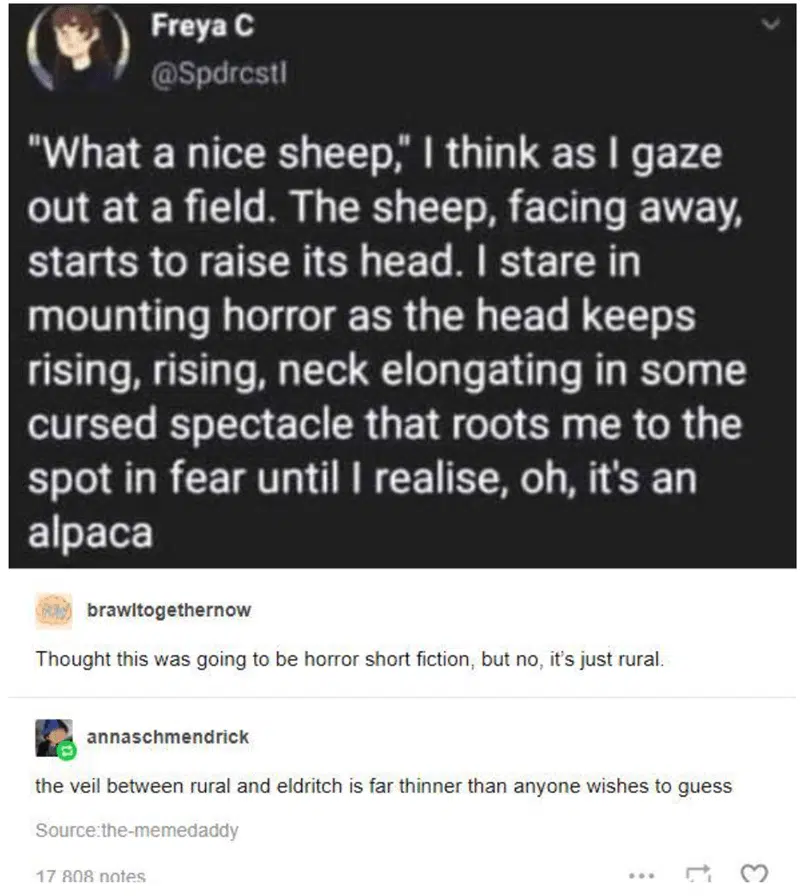 Freya C
@Spdrcstl
"What a nice sheep," I think as I gaze
out at a field. The sheep, facing away,
starts to raise its head. I stare in
mounting horror as the head keeps
rising, rising, neck elongating in some
cursed spectacle that roots me to the
spot in fear until I realise, oh, it's an
alpaca
brawltogethernow
Thought this was going to be horror short fiction, but no, it's just rural.
annaschmendrick
the veil between rural and eldritch is far thinner than anyone wishes to guess
Source:the-memedaddy
17 808 notes